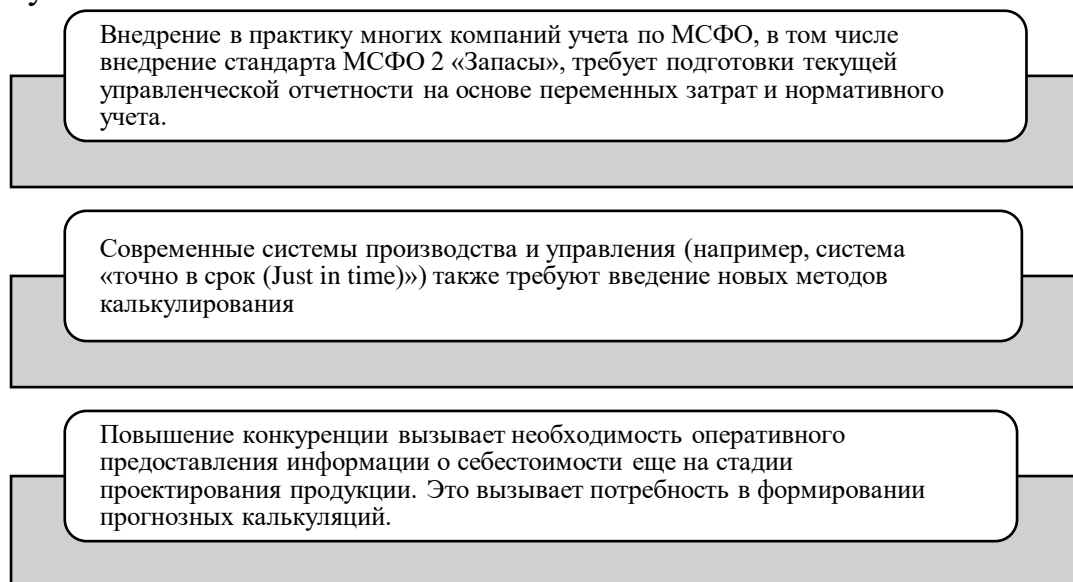 Внедрение в практику многих компаний учета по МСФО, в том числе
внедрение стандарта МСФО 2 «Запасы», требует подготовки текущей
управленческой отчетности на основе переменных затрат и нормативного
учета.
Современные системы производства и управления (например, система
«точно в срок (Just in time)») также требуют введение новых методов
калькулирования
Повышение конкуренции вызывает необходимость оперативного
предоставления информации о себестоимости еще на стадии
проектирования продукции. Это вызывает потребность в формировании
прогнозных калькуляций.